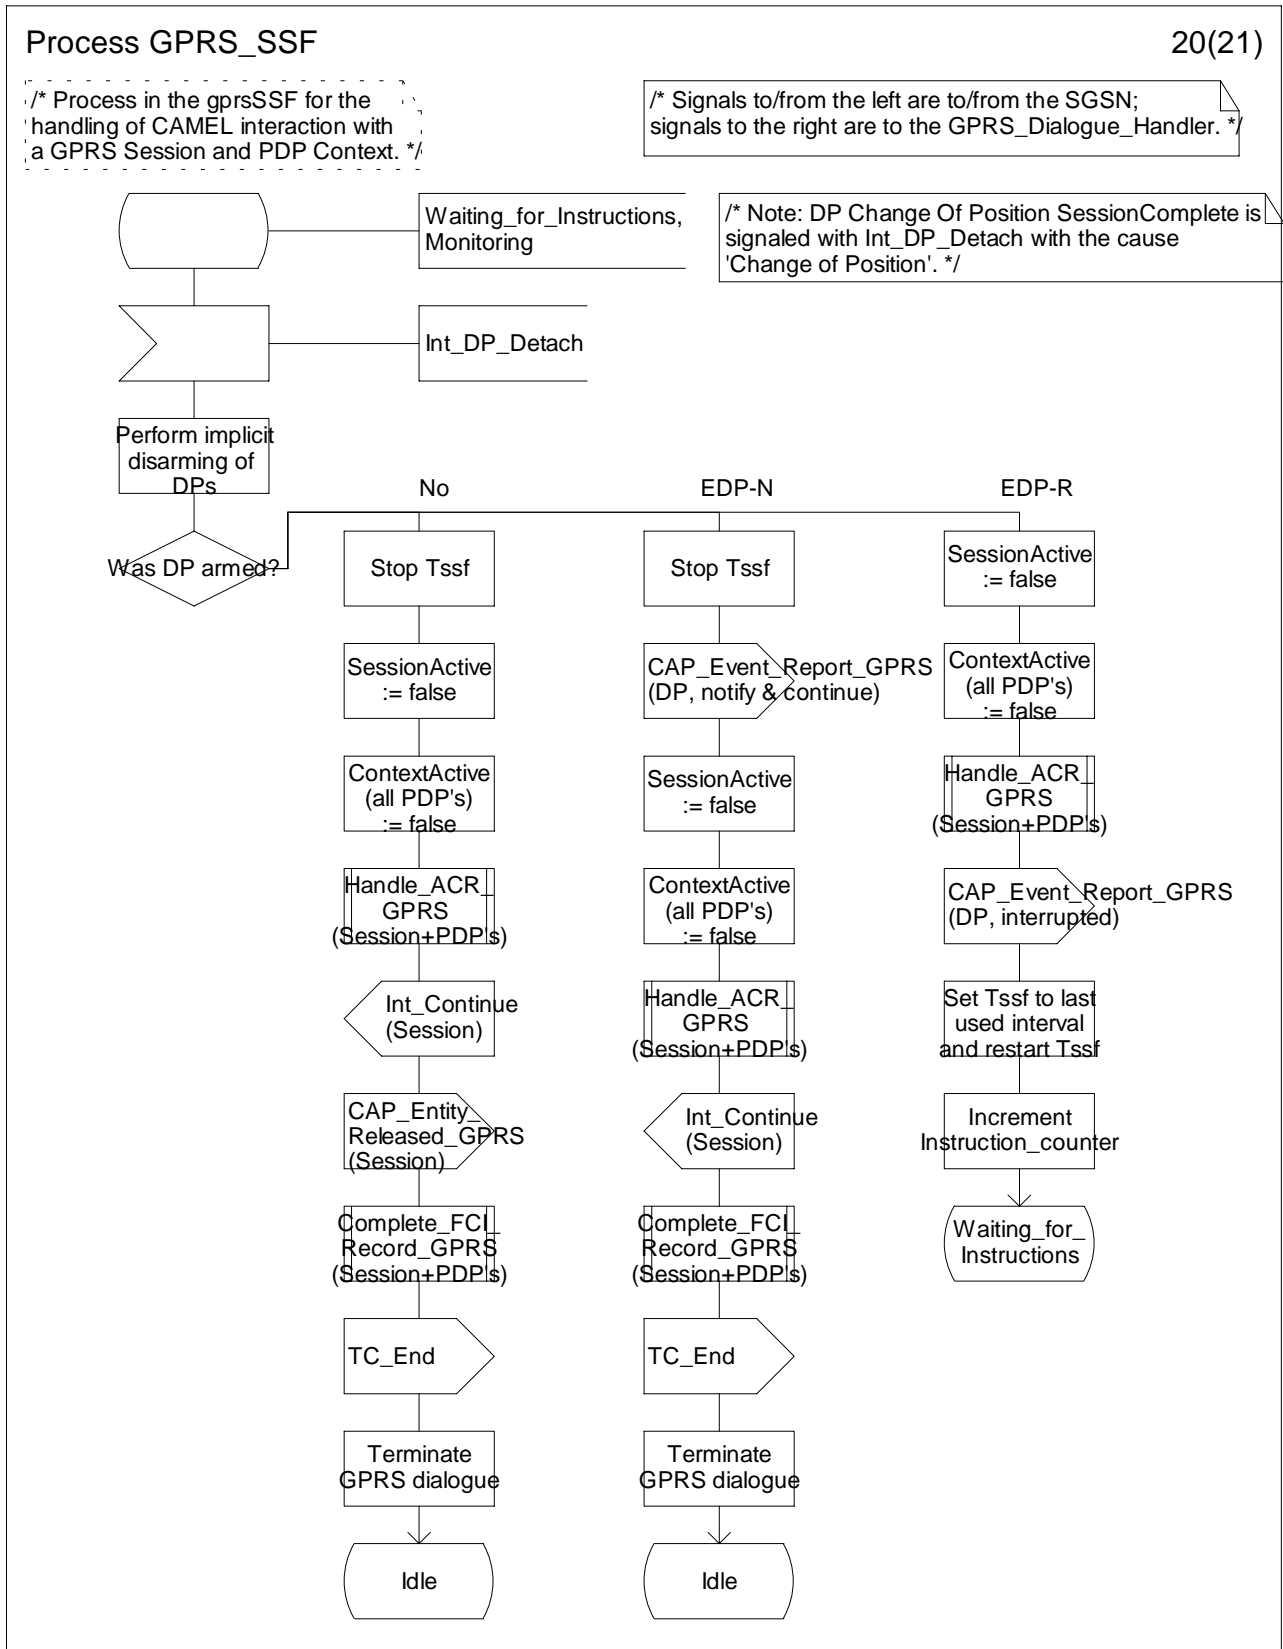 Process GPRS_SSF
20(21)
/* Process in the gprsSSF for the
handling of CAMEL interaction with
a GPRS Session and PDP Context. */
/* Signals to/from the left are to/from the SGSN;
signals to the right are to the GPRS_Dialogue_Handler. */
Waiting_for_Instructions,
Monitoring
/* Note: DP Change Of Position SessionComplete is
signaled with Int_DP_Detach with the cause
'Change of Position'. */
Int_DP_Detach
Perform implicit
disarming of
DPs
Was DP armed?
No
Stop Tssf
SessionActive
:= false
ContextActive
(all PDP's)
:= false
Handle_ACR_
GPRS
(Session+PDP's)
Int_Continue
(Session)
CAP_Entity_
Released_GPRS
(Session)
Complete_FCI_
Record_GPRS
(Session+PDP's)
TC_End
Terminate
GPRS dialogue
Idle
EDP-N
Stop Tssf
CAP_Event_Report_GPRS
(DP, notify & continue)
SessionActive
:= false
ContextActive
(all PDP's)
:= false
Handle_ACR_
GPRS
(Session+PDP's)
Int_Continue
(Session)
Complete_FCI_
Record_GPRS
(Session+PDP's)
TC_End
Terminate
GPRS dialogue
Idle
EDP-R
SessionActive
:= false
ContextActive
(all PDP's)
:= false
Handle_ACR_
GPRS
(Session+PDP's)
CAP_Event_Report_GPRS
(DP, interrupted)
Set Tssf to last
used interval
and restart Tssf
Increment
Instruction_counter
Waiting_for_
Instructions